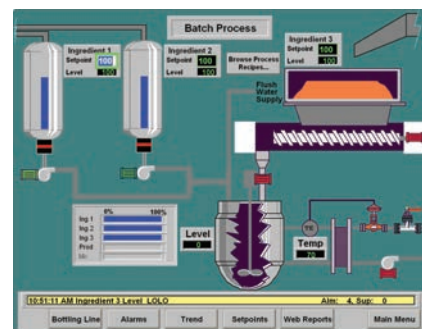 Batch Process
Ingredient 1
Setpoint 100
Level 100
Ingredient 2
Setpoint 100
Level 100
Browse Process
Recipes...
Ingredient 3
Setpoint 100
Level 100
Flush
Water
Supply
0% 100%
Ing 1
Ing 2
Ing 3
Prod
Level
0
Temp
70
10:51:11 AM Ingredient 3 Level LOLO Alm: 4, Sup: 0
Bottling Line Alarms Trend Setpoints Web Reports Main Menu